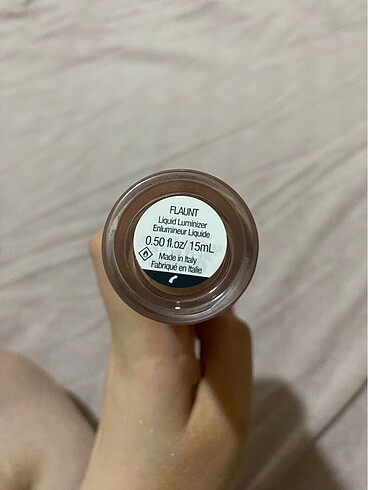 FLAUNT
Liquid Luminizer
Enlumineur Liquide
0.50 fl.oz/ 15mL
Made in Italy
Fabriqué en Italie